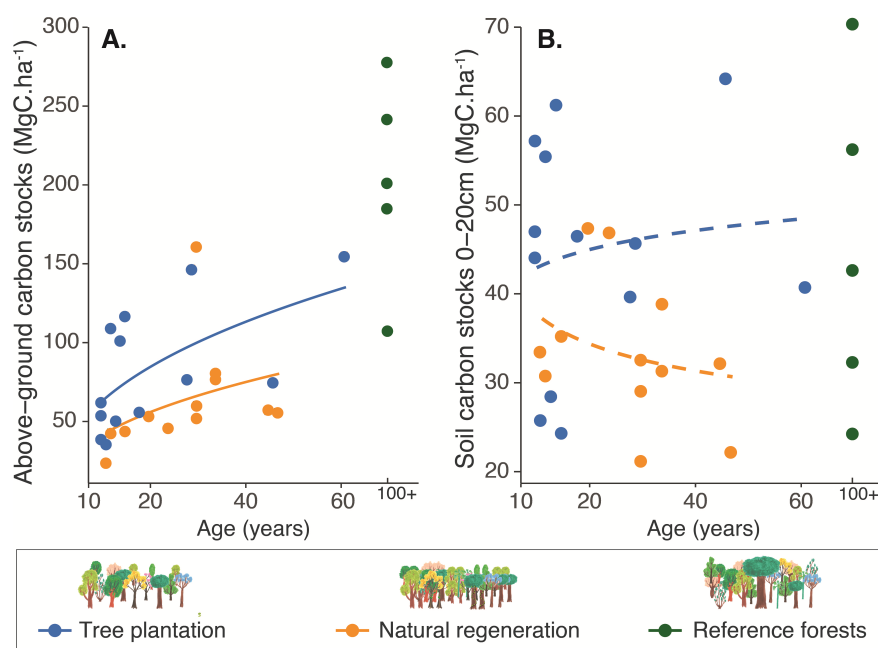 A.
Above–ground carbon stocks (MgC.ha⁻¹)
300
250
200
150
100
50
10 20 40 60 100+
Age (years)
B.
Soil carbon stocks 0–20cm (MgC.ha⁻¹)
70
60
50
40
30
20
10 20 40 60 100+
Age (years)
Tree plantation Natural regeneration Reference forests